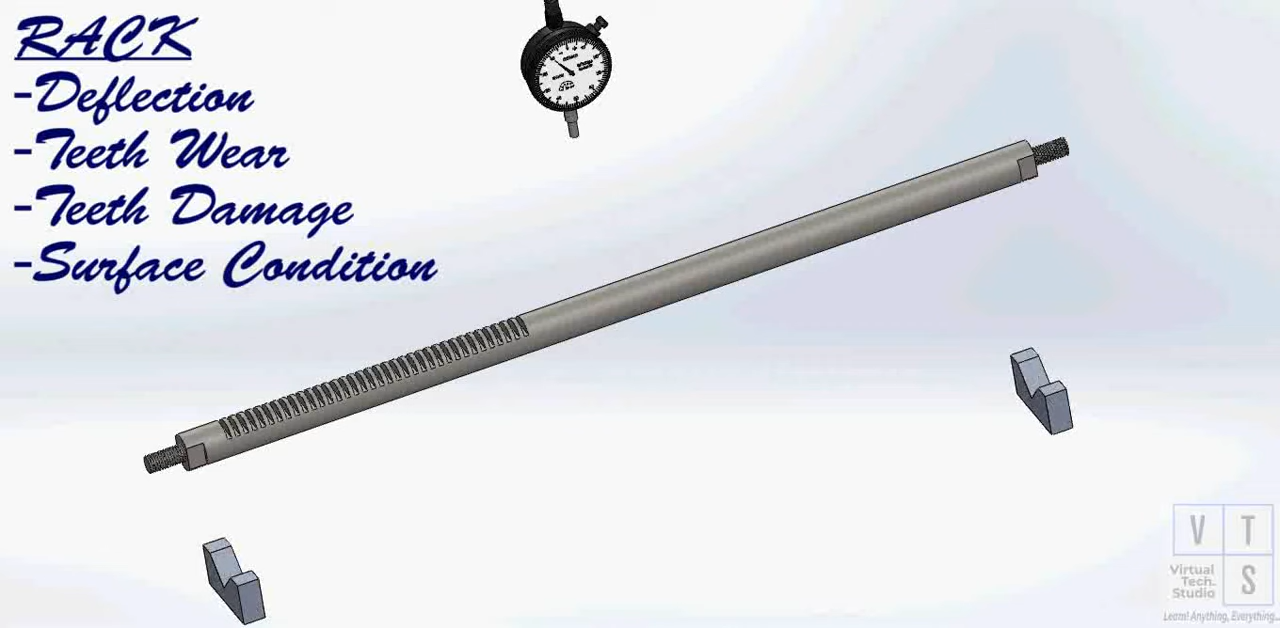 RACK
-Deflection
-Teeth Wear
-Teeth Damage
-Surface Condition
V T
S
Virtual
Tech.
Studio
Learn! Anything, Everything...